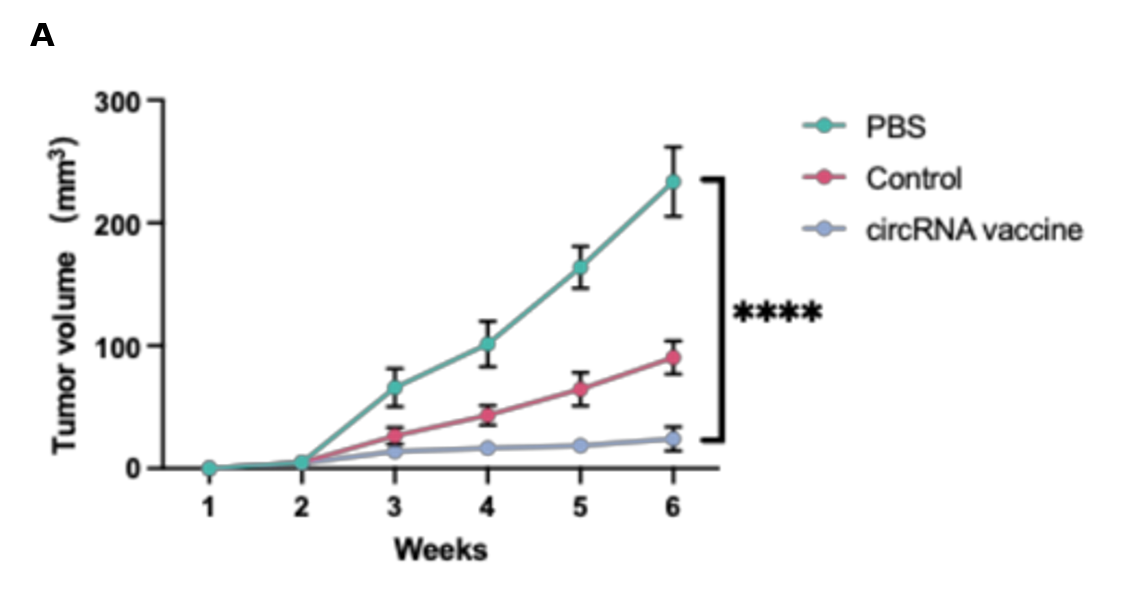 A
300
200
100
0
Tumor volume (mm³)
1 2 3 4 5 6
Weeks
PBS
Control
circRNA vaccine
****